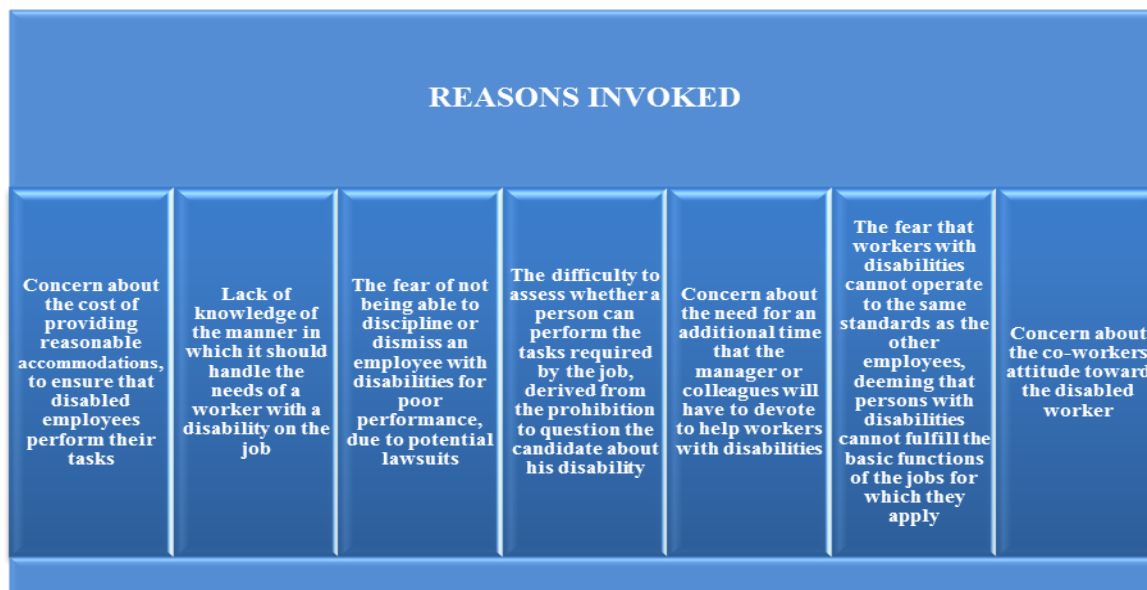 REASONS INVOKED
Concern about
the cost of
providing
reasonable
accommodations,
to ensure that
disabled
employees
perform their
tasks
Lack of
knowledge of
the manner in
which it should
handle the
needs of a
worker with a
disability on the
job
The fear of not
being able to
discipline or
dismiss an
employee with
disabilities for
poor
performance,
due to potential
lawsuits
The difficulty to
assess whether a
person can
perform the
tasks required
by the job,
derived from
the prohibition
to question the
candidate about
his disability
Concern about
the need for an
additional time
that the
manager or
colleagues will
have to devote
to help workers
with disabilities
The fear that
workers with
disabilities
cannot operate
to the same
standards as the
other
employees,
deeming that
persons with
disabilities
cannot fulfill the
basic functions
of the jobs for
which they
apply
Concern about
the co-workers
attitude toward
the disabled
worker